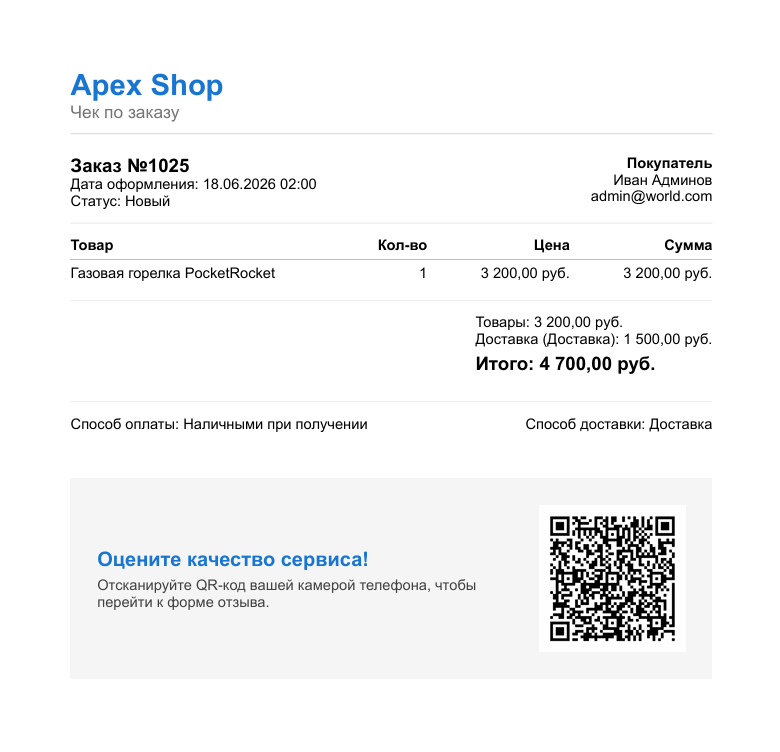 Apex Shop
Чек по заказу
Заказ №1025
Дата оформления: 18.06.2026 02:00
Статус: Новый
Покупатель
Иван Админов
admin@world.com
Товар Кол-во Цена Сумма
Газовая горелка PocketRocket 1 3 200,00 руб. 3 200,00 руб.
Товары: 3 200,00 руб.
Доставка (Доставка): 1 500,00 руб.
Итого: 4 700,00 руб.
Способ оплаты: Наличными при получении Способ доставки: Доставка
Оцените качество сервиса!
Отсканируйте QR-код вашей камерой телефона, чтобы
перейти к форме отзыва.